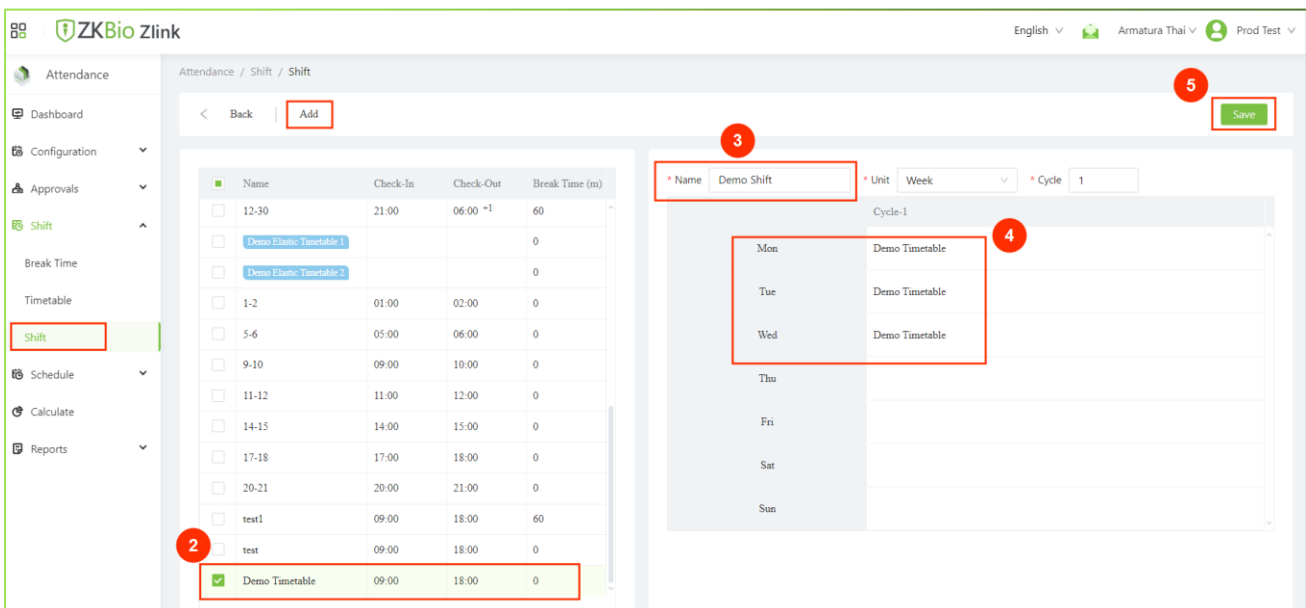 ZKBio Zlink
English
Armatura Thai
Prod Test
Attendance
Dashboard
Configuration
Approvals
Shift
Break Time
Timetable
Shift
Schedule
Calculate
Reports
Attendance / Shift / Shift
< Back | Add
5
Save
Name Check-In Check-Out Break Time (m)
12-30 21:00 06:00 +1 60
Demo Elastic Timetable 1 0
Demo Elastic Timetable 2 0
1-2 01:00 02:00 0
5-6 05:00 06:00 0
9-10 09:00 10:00 0
11-12 11:00 12:00 0
14-15 14:00 15:00 0
17-18 17:00 18:00 0
20-21 20:00 21:00 0
test1 09:00 18:00 60
2
test 09:00 18:00 0
Demo Timetable 09:00 18:00 0
3
* Name Demo Shift * Unit Week * Cycle 1
Cycle-1
4
Mon Demo Timetable
Tue Demo Timetable
Wed Demo Timetable
Thu
Fri
Sat
Sun